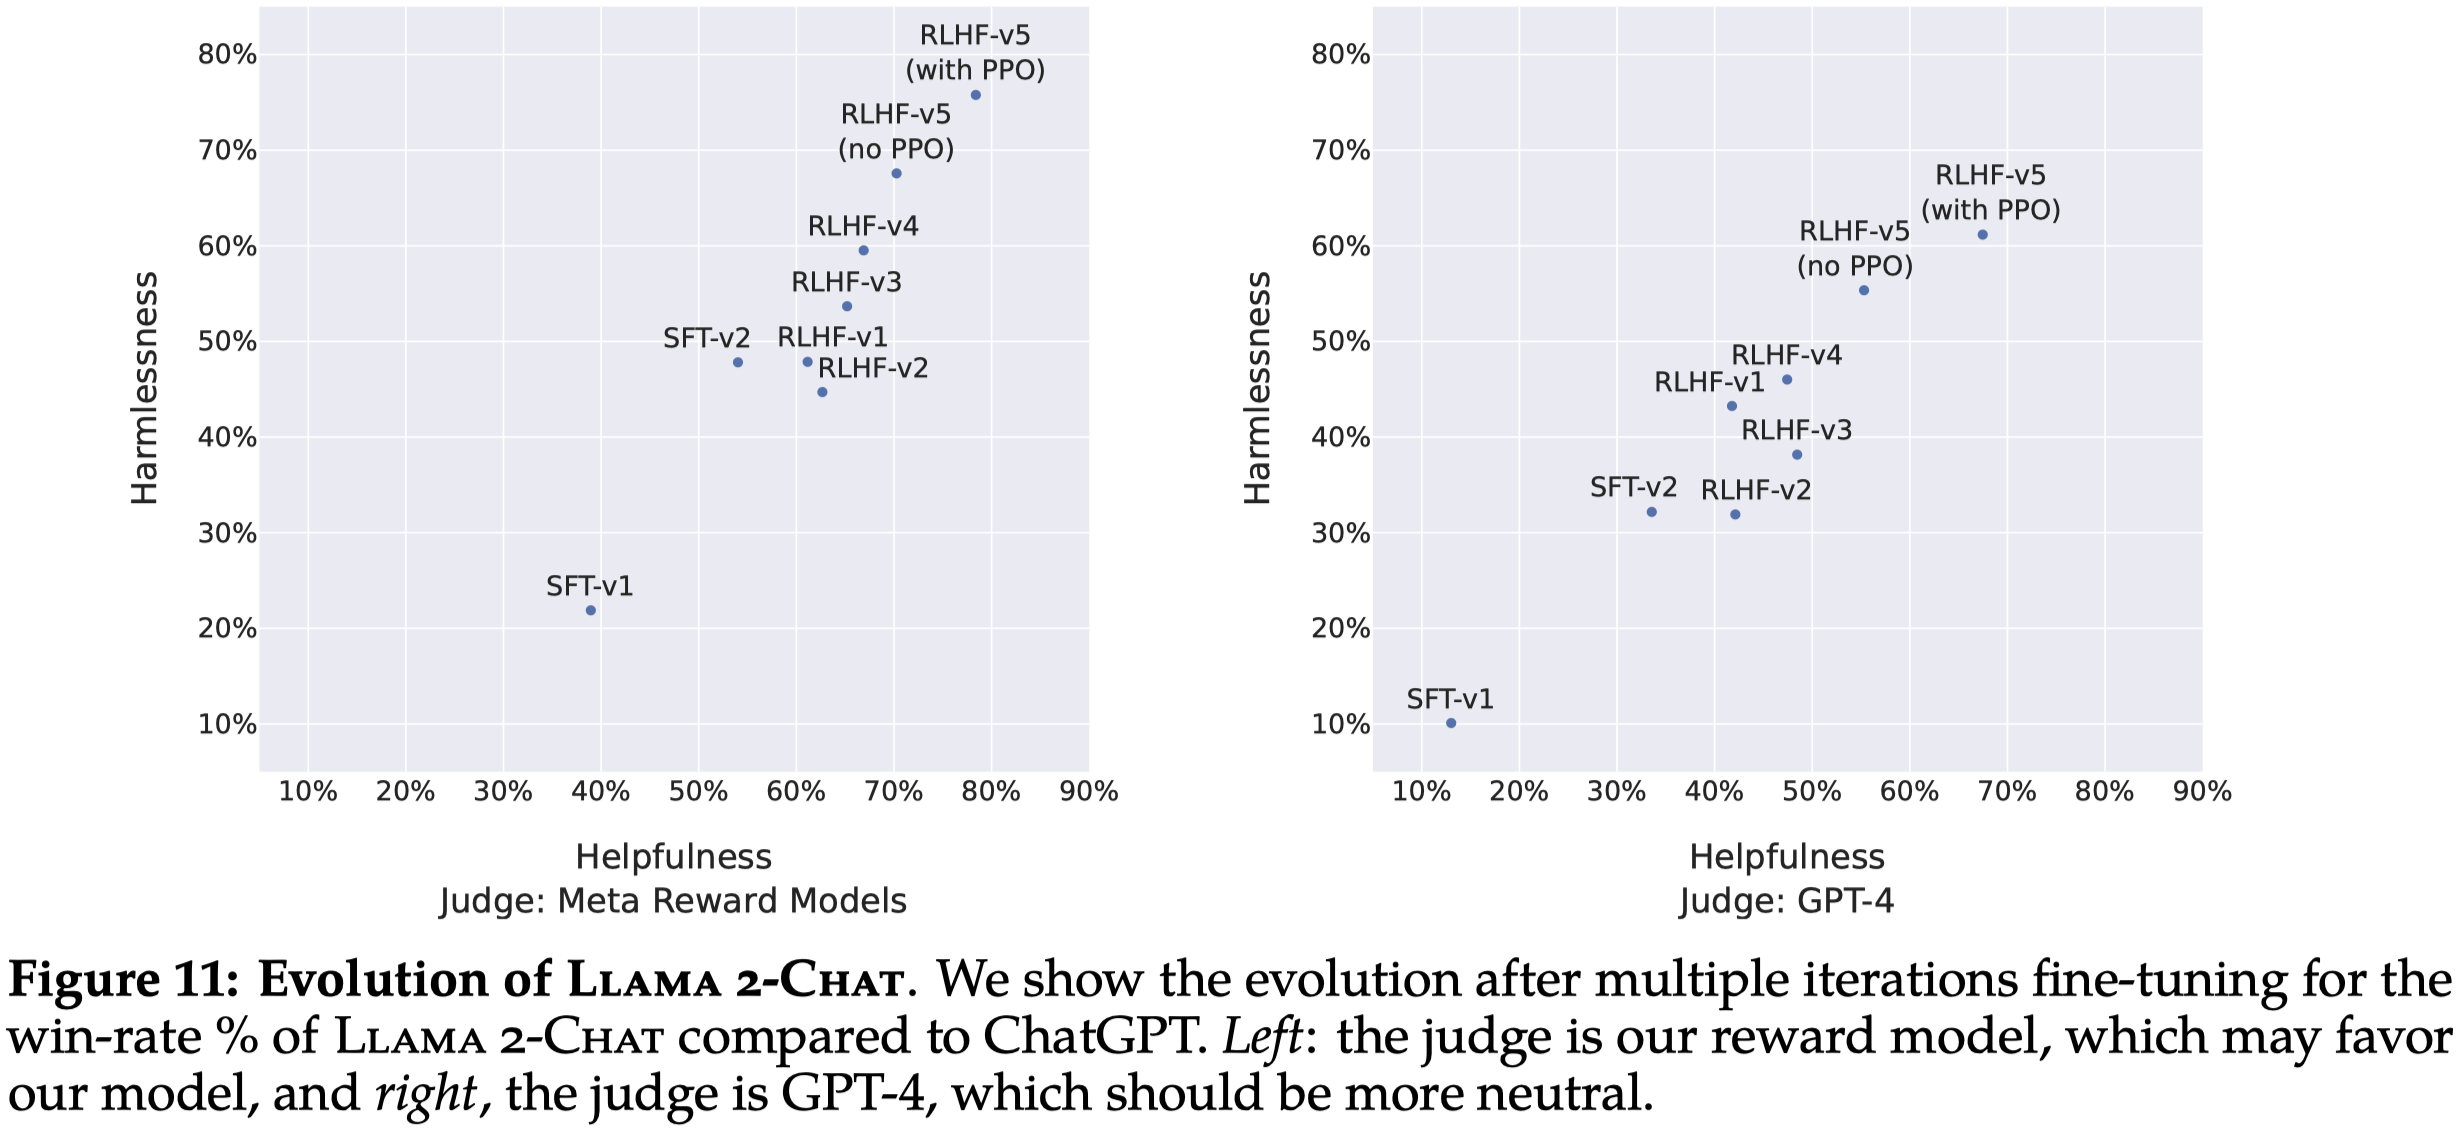 80%
70%
60%
50%
40%
30%
20%
10%
Harmlessness
RLHF-v5
(with PPO)
RLHF-v5
(no PPO)
RLHF-v4
RLHF-v3
SFT-v2
RLHF-v1
RLHF-v2
SFT-v1
10% 20% 30% 40% 50% 60% 70% 80% 90%
Helpfulness
Judge: Meta Reward Models
80%
70%
60%
50%
40%
30%
20%
10%
Harmlessness
RLHF-v5
(with PPO)
RLHF-v5
(no PPO)
RLHF-v4
RLHF-v1
RLHF-v3
SFT-v2
RLHF-v2
SFT-v1
10% 20% 30% 40% 50% 60% 70% 80% 90%
Helpfulness
Judge: GPT-4
Figure 11: Evolution of Llama 2-Chat. We show the evolution after multiple iterations fine-tuning for the
win-rate % of Llama 2-Chat compared to ChatGPT. Left: the judge is our reward model, which may favor
our model, and right, the judge is GPT-4, which should be more neutral.